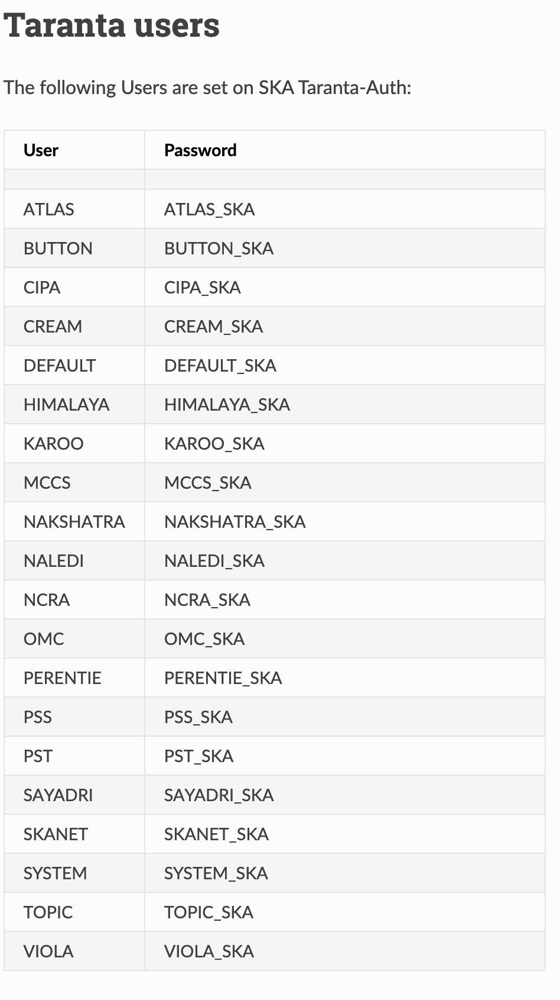 Taranta users
The following Users are set on SKA Taranta-Auth:
User Password
ATLAS ATLAS_SKA
BUTTON BUTTON_SKA
CIPA CIPA_SKA
CREAM CREAM_SKA
DEFAULT DEFAULT_SKA
HIMALAYA HIMALAYA_SKA
KAROO KAROO_SKA
MCCS MCCS_SKA
NAKSHATRA NAKSHATRA_SKA
NALEDI NALEDI_SKA
NCRA NCRA_SKA
OMC OMC_SKA
PERENTIE PERENTIE_SKA
PSS PSS_SKA
PST PST_SKA
SAYADRI SAYADRI_SKA
SKANET SKANET_SKA
SYSTEM SYSTEM_SKA
TOPIC TOPIC_SKA
VIOLA VIOLA_SKA